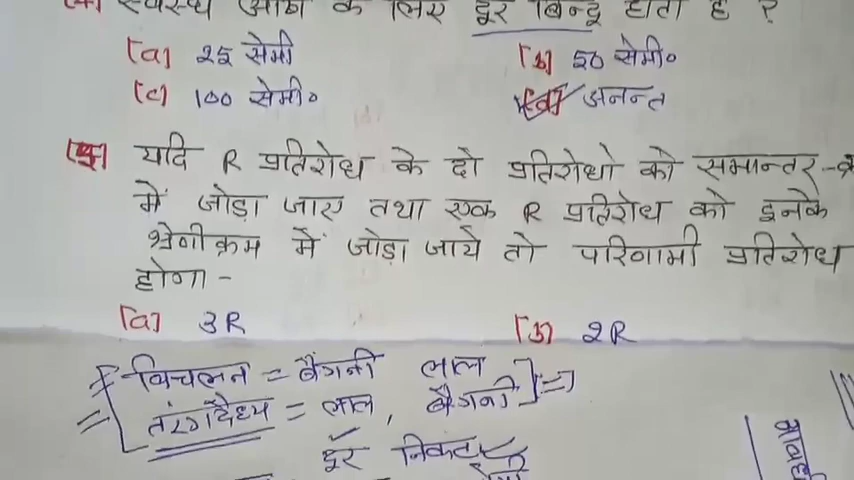 स्वस्थ आँख के लिए दूर बिन्दु होता है ?
(a) 25 सेमी (b) 50 सेमी०
(c) 100 सेमी० (d) अनन्त
यदि R प्रतिरोध के दो प्रतिरोधो को समान्तर-
में जोड़ा जाए तथा एक R प्रतिरोध को इनके
श्रेणीक्रम में जोड़ा जाये तो परिणामी प्रतिरोध
होगा -
(a) 3R (b) 2R
विचलन = बैंगनी लाल
तरंगदैर्ध्य = लाल, बैगनी
दूर निकट